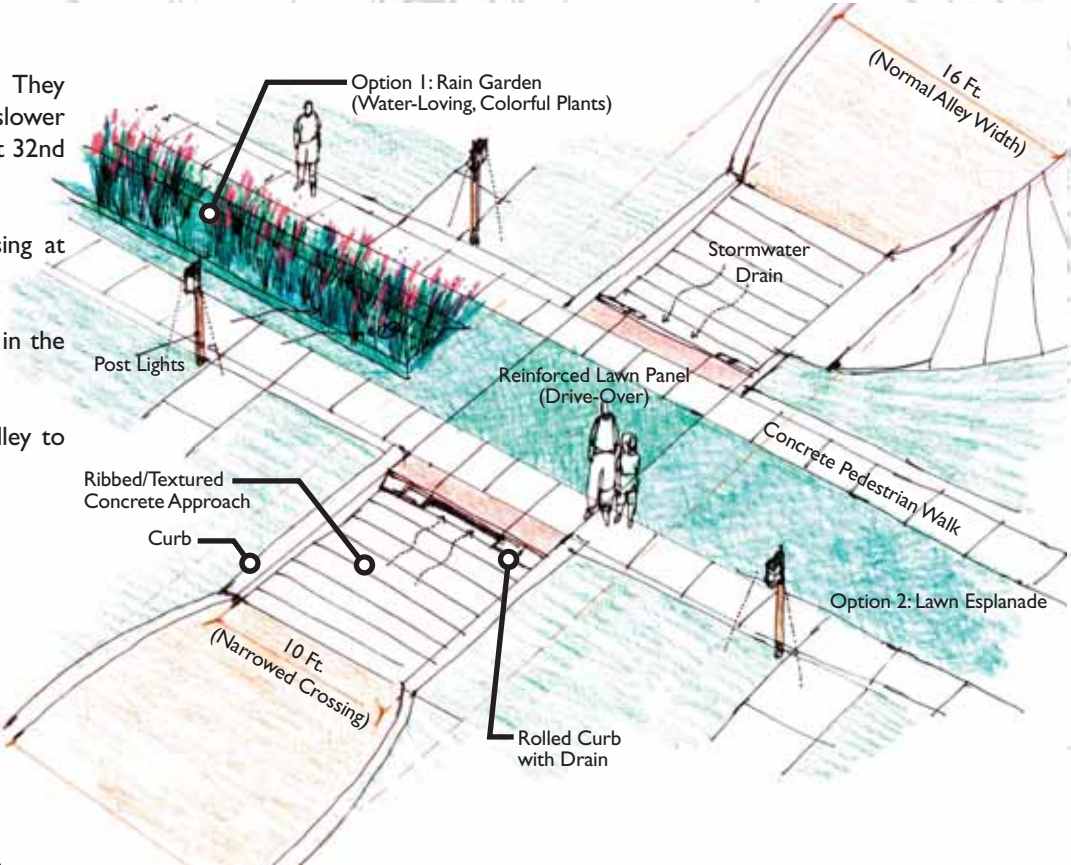 They
slower
t 32nd
sing at
in the
lley to
Option 1: Rain Garden
(Water-Loving, Colorful Plants)
16 Ft.
(Normal Alley Width)
Stormwater
Drain
Post Lights
Reinforced Lawn Panel
(Drive-Over)
Concrete Pedestrian Walk
Ribbed/Textured
Concrete Approach
Curb
Option 2: Lawn Esplanade
10 Ft.
(Narrowed Crossing)
Rolled Curb
with Drain